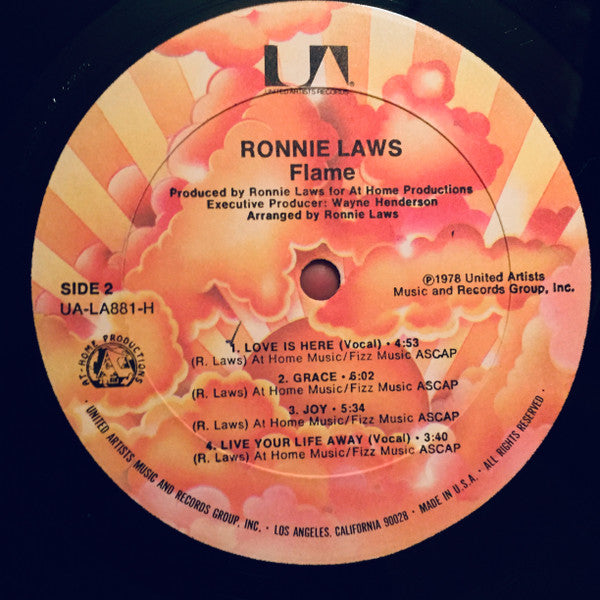 UA®
UNITED ARTISTS RECORDS
RONNIE LAWS
Flame
Produced by Ronnie Laws for At Home Productions
Executive Producer: Wayne Henderson
Arranged by Ronnie Laws
SIDE 2
UA-LA881-H
℗1978 United Artists
Music and Records Group, Inc.
1. LOVE IS HERE (Vocal) • 4:53
(R. Laws) At Home Music/Fizz Music ASCAP
2. GRACE • 6:02
(R. Laws) At Home Music/Fizz Music ASCAP
3. JOY • 5:34
(R. Laws) At Home Music/Fizz Music ASCAP
4. LIVE YOUR LIFE AWAY (Vocal) • 3:40
(R. Laws) At Home Music/Fizz Music ASCAP
AT-HOME PRODUCTIONS
• UNITED ARTISTS MUSIC AND RECORDS GROUP, INC. • LOS ANGELES, CALIFORNIA 90028 • MADE IN U.S.A. • ALL RIGHTS RESERVED •